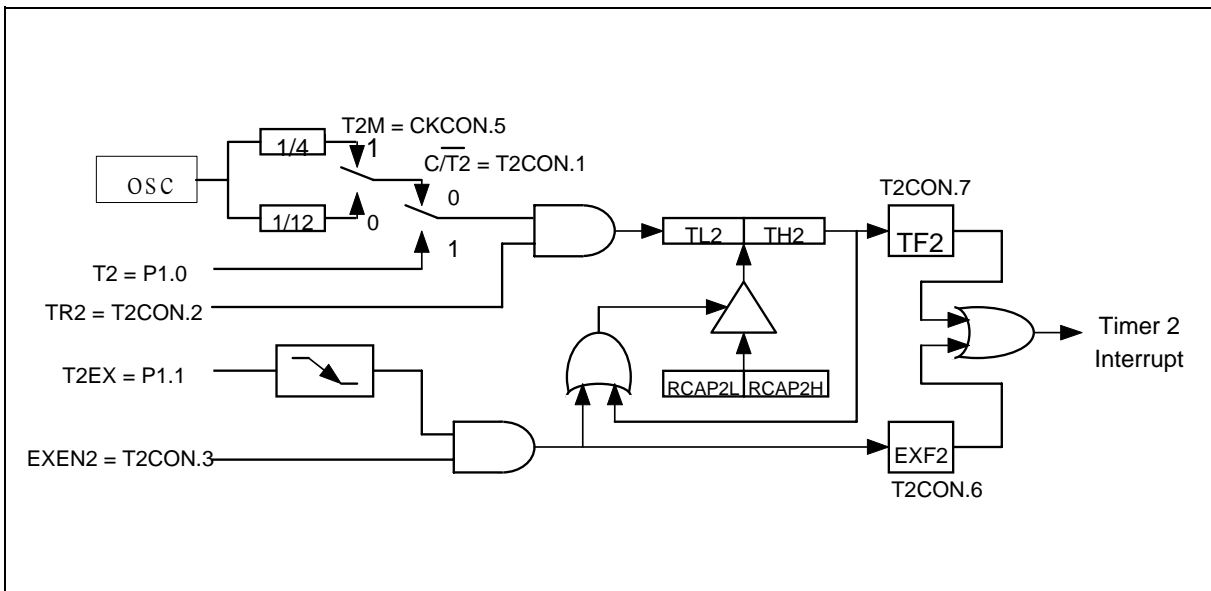 T2M = CKCON.5
1/4
1
C/T2 = T2CON.1
OSC
T2CON.7
0
1/12
0
TL2
TH2
TF2
1
T2 = P1.0
TR2 = T2CON.2
Timer 2
Interrupt
T2EX = P1.1
RCAP2L
RCAP2H
EXEN2 = T2CON.3
EXF2
T2CON.6